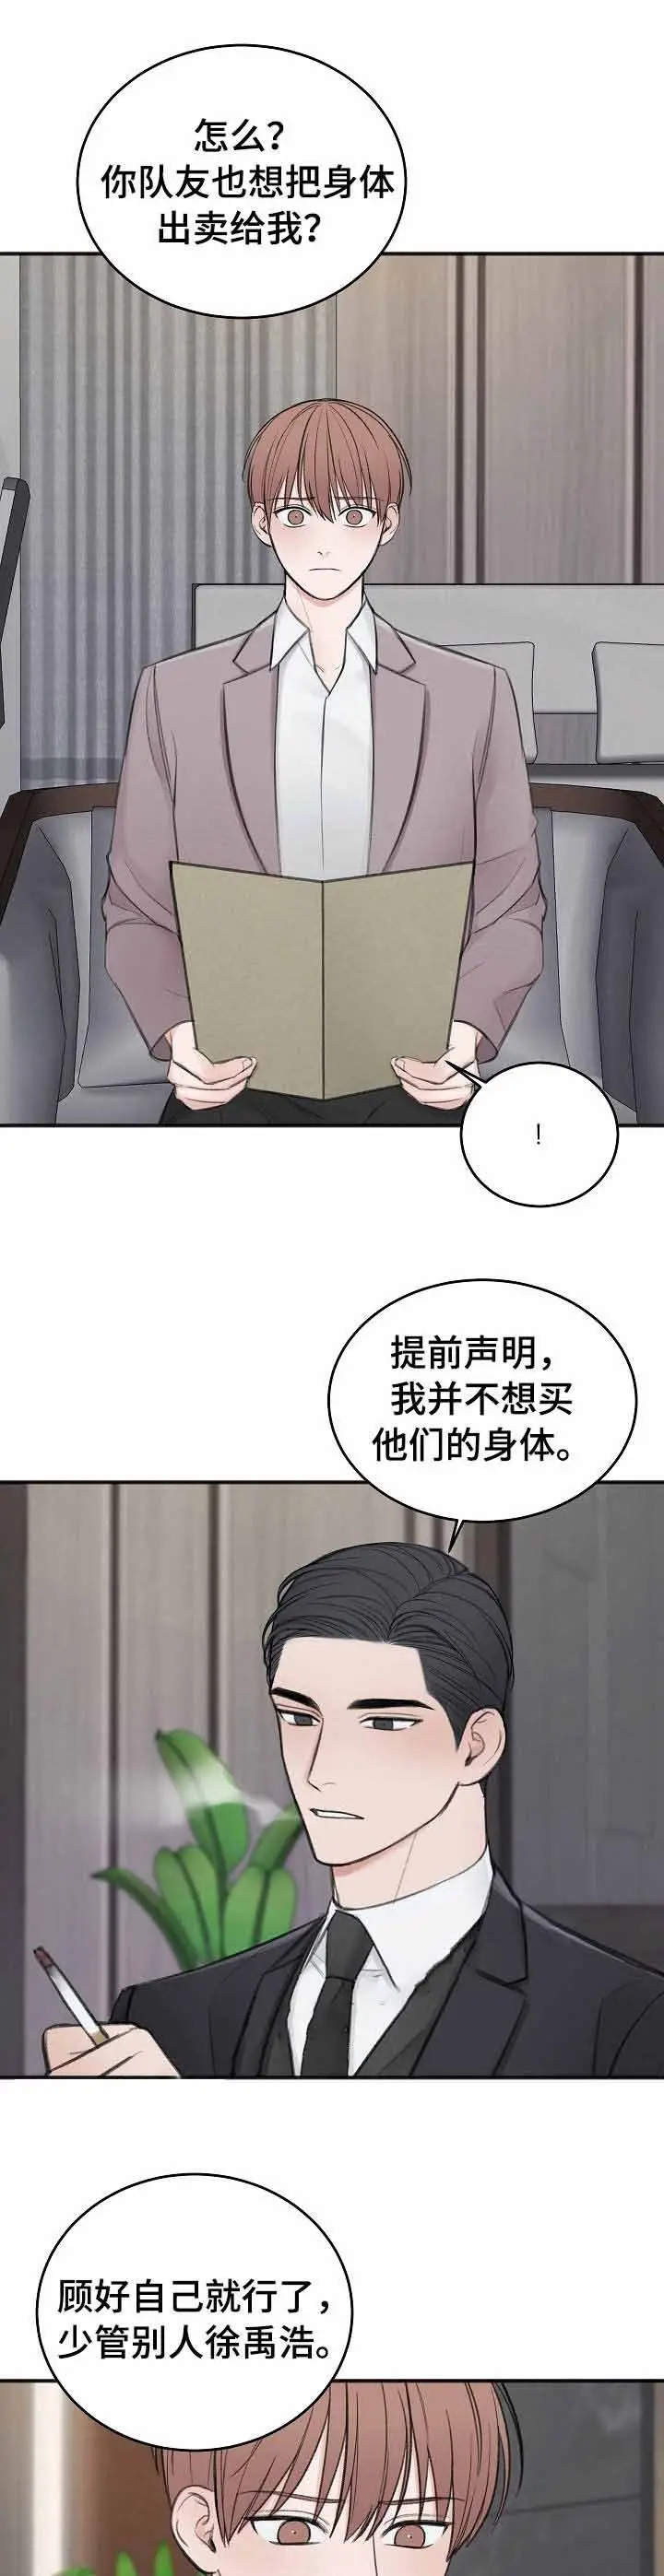 怎么？
你队友也想把身体
出卖给我？
！
提前声明，
我并不想买
他们的身体。
顾好自己就行了，
少管别人徐禹浩。